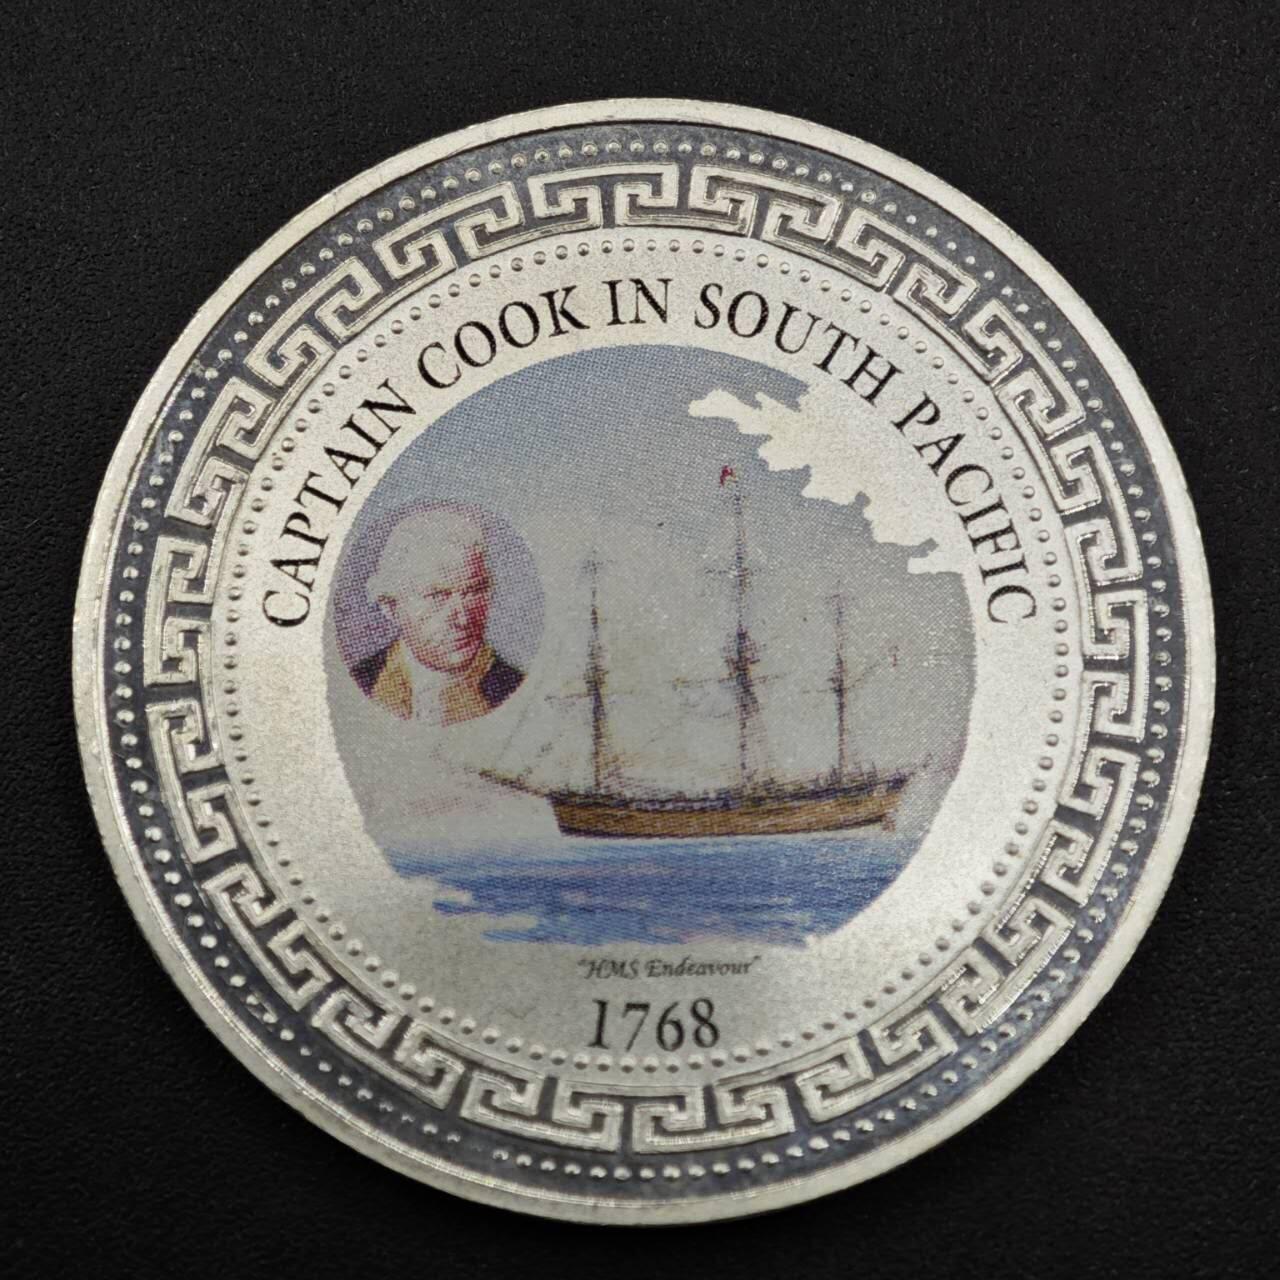 CAPTAIN COOK IN SOUTH PACIFIC
"HMS Endeavour"
1768